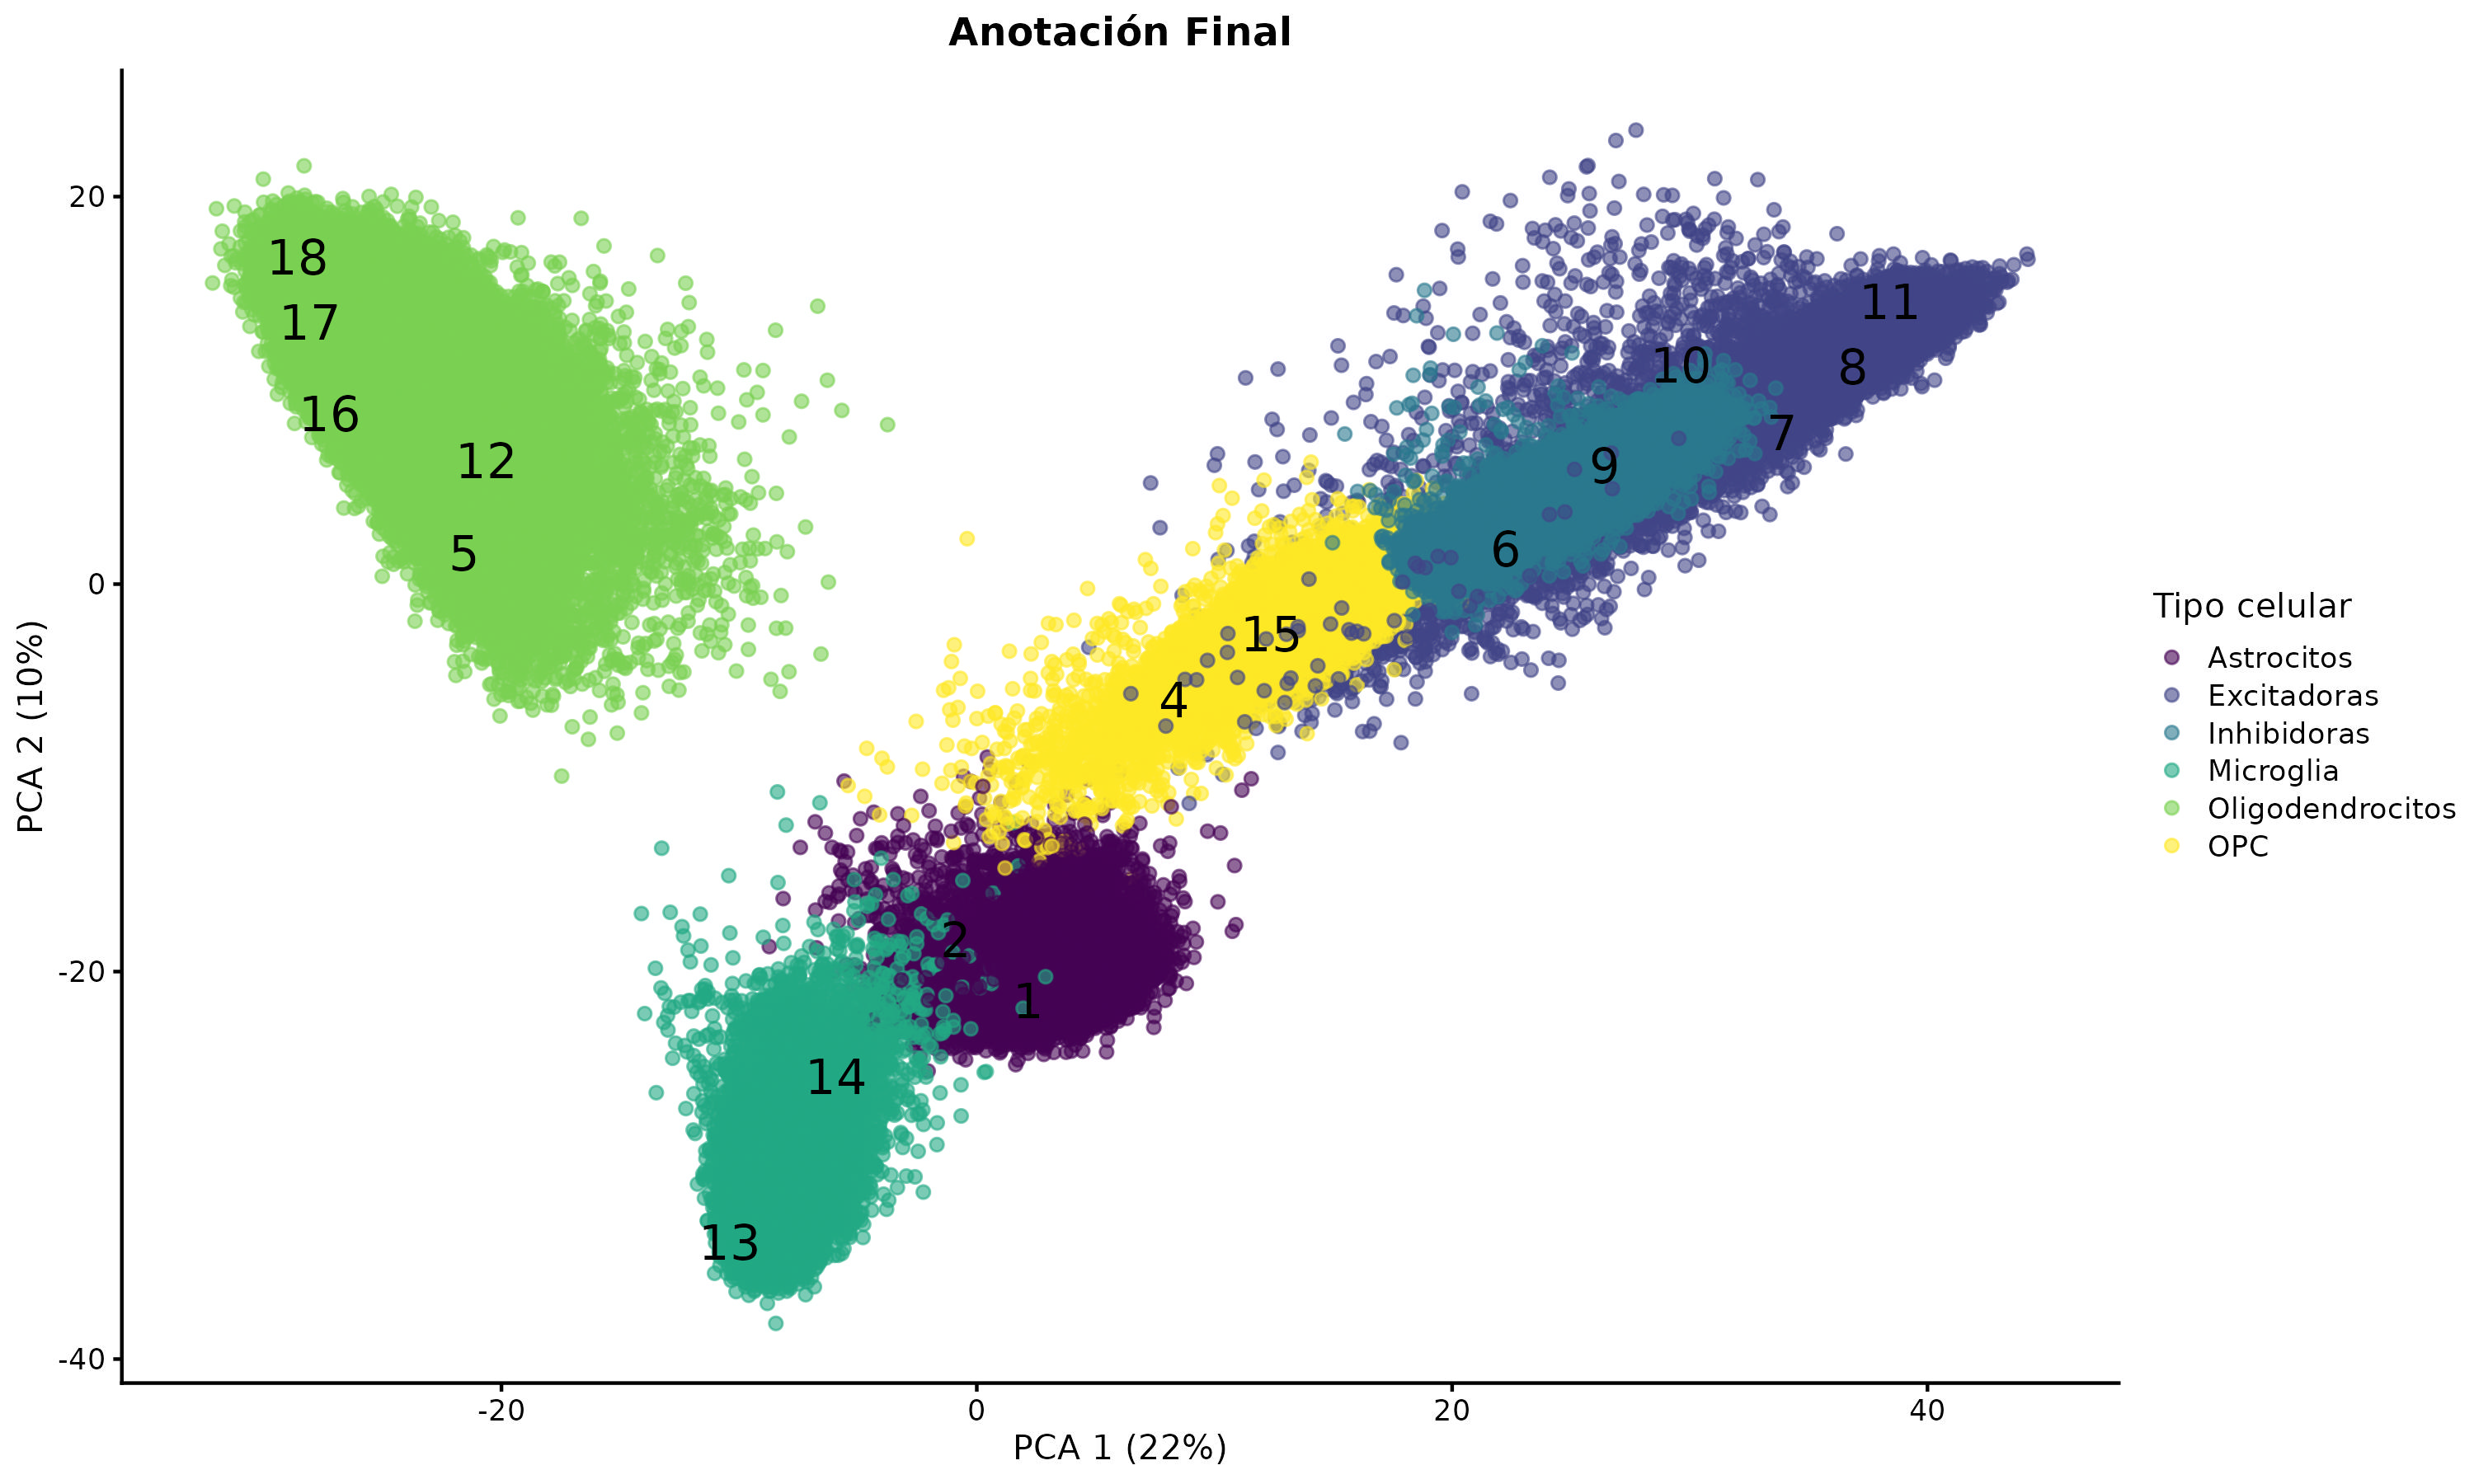 Anotación Final
PCA 2 (10%)
20
0
-20
-40
18
17
16
12
5
11
10
8
7
9
6
15
4
2
1
14
13
Tipo celular
Astrocitos
Excitadoras
Inhibidoras
Microglia
Oligodendrocitos
OPC
-20
0
20
40
PCA 1 (22%)